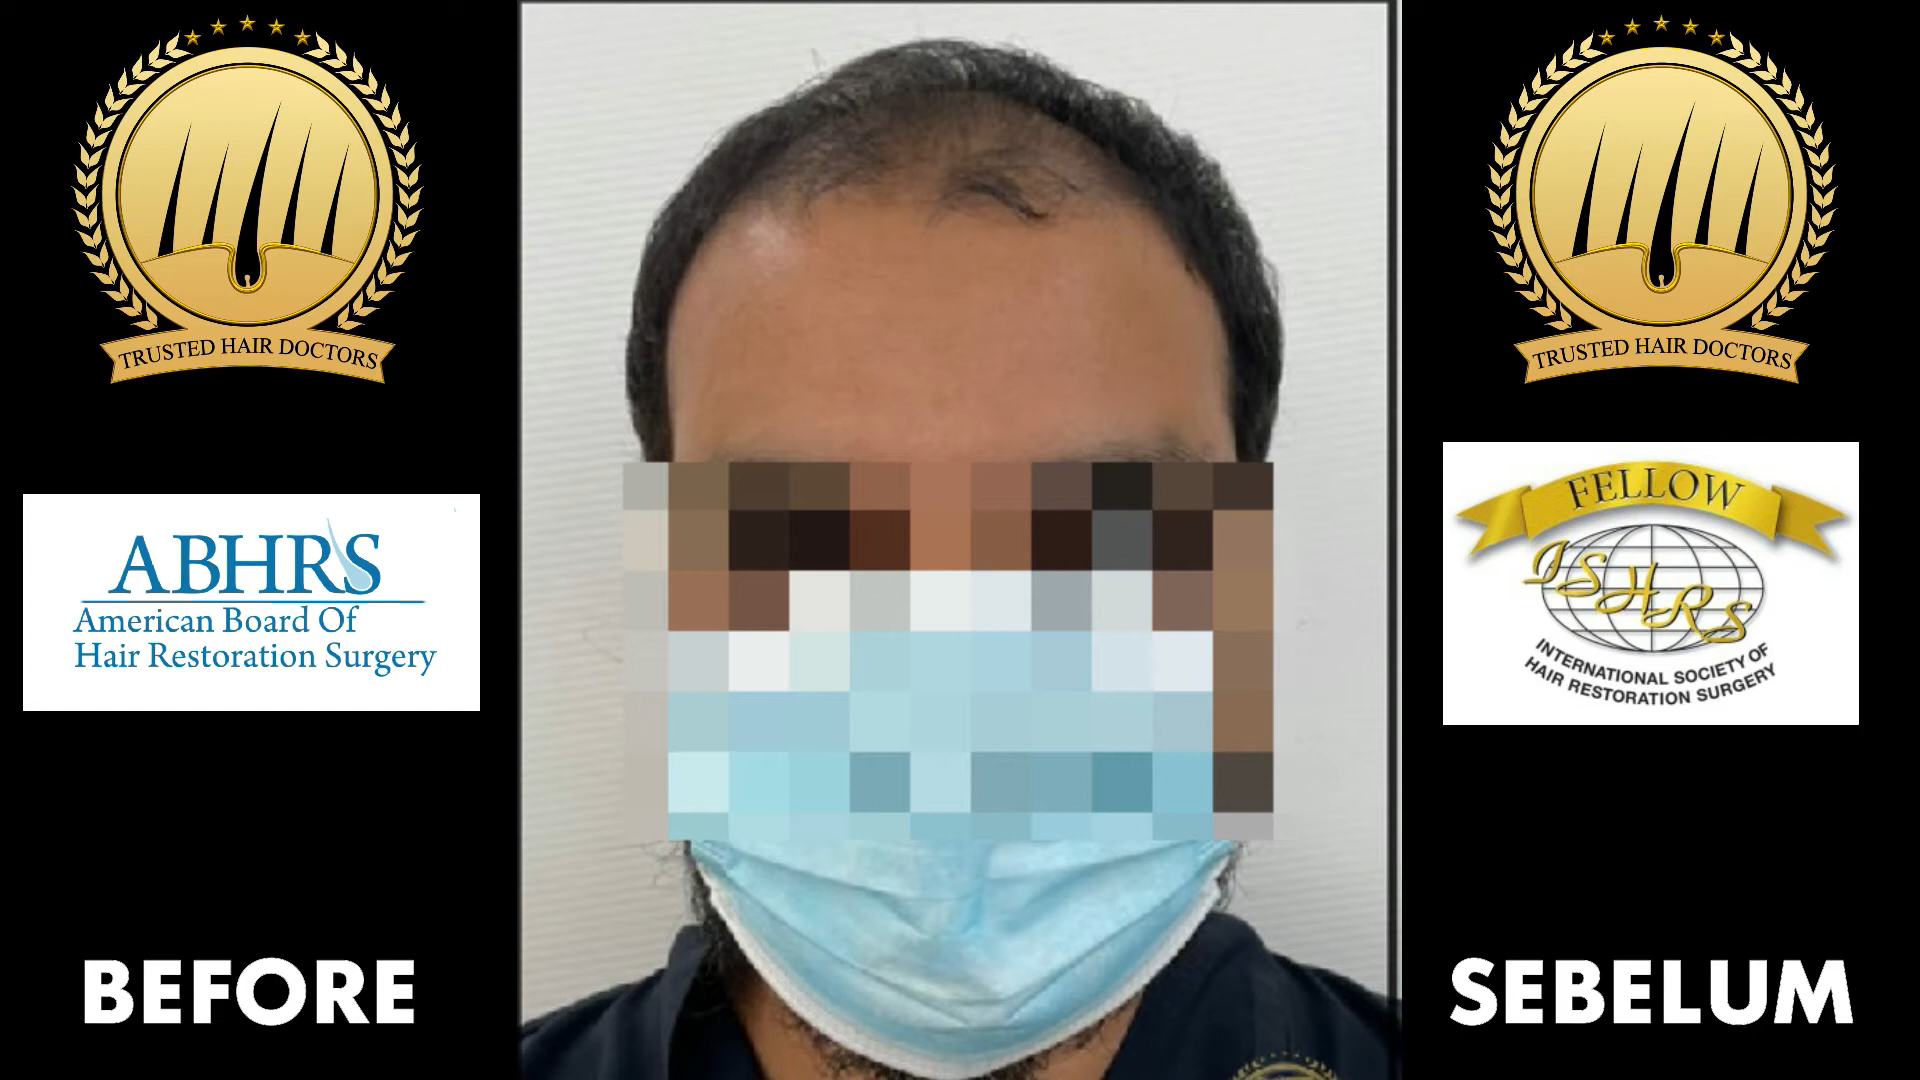 TRUSTED HAIR DOCTORS
ABHRS
American Board Of
Hair Restoration Surgery
BEFORE
TRUSTED HAIR DOCTORS
FELLOW
ISHRS
INTERNATIONAL SOCIETY OF
HAIR RESTORATION SURGERY
SEBELUM